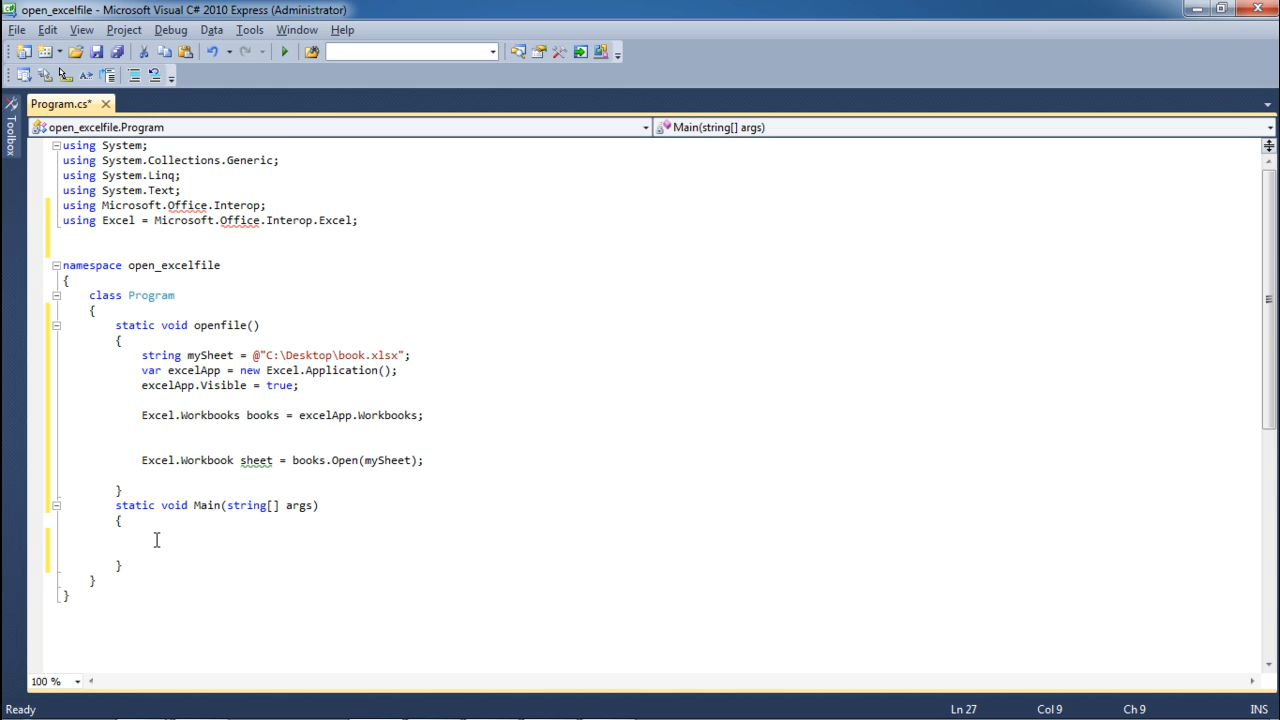 open_excelfile - Microsoft Visual C# 2010 Express (Administrator)
File Edit View Project Debug Data Tools Window Help
Program.cs*
Toolbox
open_excelfile.Program
Main(string[] args)
using System;
using System.Collections.Generic;
using System.Linq;
using System.Text;
using Microsoft.Office.Interop;
using Excel = Microsoft.Office.Interop.Excel;
namespace open_excelfile
{
class Program
{
static void openfile()
{
string mySheet = @"C:\Desktop\book.xlsx";
var excelApp = new Excel.Application();
excelApp.Visible = true;
Excel.Workbooks books = excelApp.Workbooks;
Excel.Workbook sheet = books.Open(mySheet);
}
static void Main(string[] args)
{
}
}
}
100 %
Ready Ln 27 Col 9 Ch 9 INS